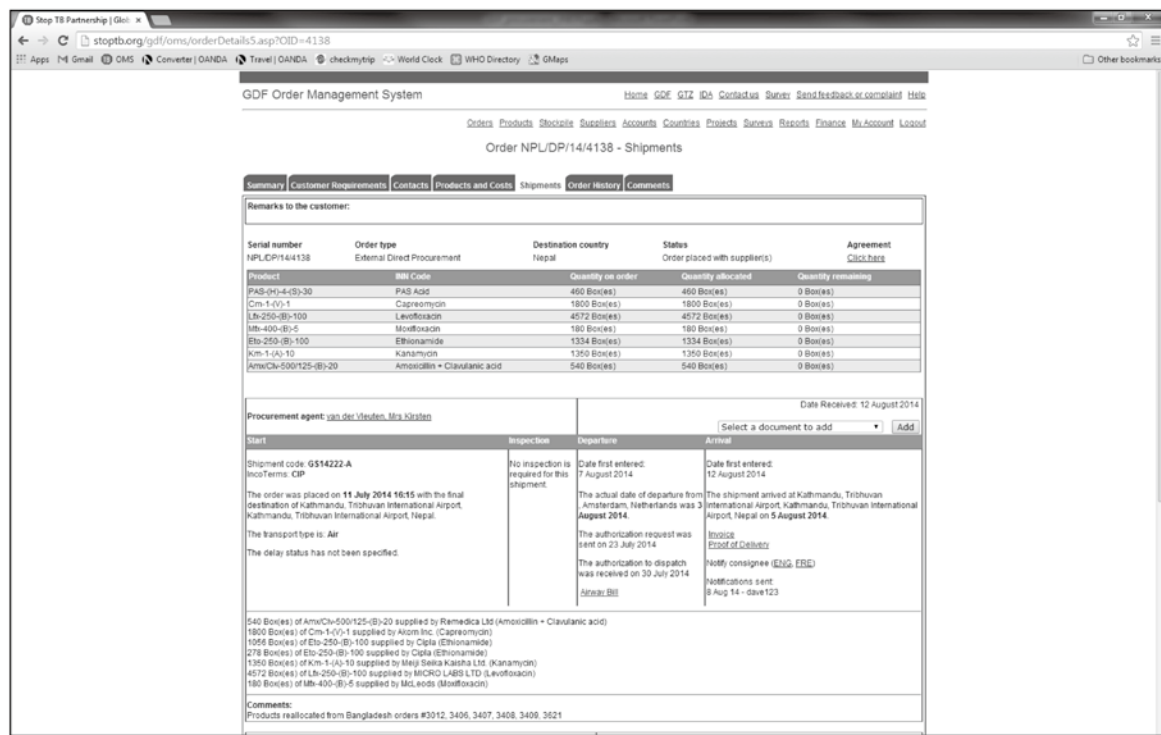 Stop TB Partnership | Glob
stoptb.org/gdf/oms/orderDetails5.asp?OID=4138
Apps Gmail OMS Converter | OANDA Travel | OANDA checkmytrip World Clock WHO Directory GMaps Other bookmarks
GDF Order Management System Home GDF GTZ IDA Contact us Survey Send feedback or complaint Help
Orders Products Stockpile Suppliers Accounts Countries Projects Surveys Reports Finance My Account Logout
Order NPL/DP/14/4138 - Shipments
Summary Customer Requirements Contacts Products and Costs Shipments Order History Comments
Remarks to the customer:
Serial number Order type Destination country Status Agreement
NPL/DP/14/4138 External Direct Procurement Nepal Order placed with supplier(s) Click here
Product INN Code Quantity on order Quantity allocated Quantity remaining
PAS-(H)-4-(S)-30 PAS Acid 460 Box(es) 460 Box(es) 0 Box(es)
Cm-1-(V)-1 Capreomycin 1800 Box(es) 1800 Box(es) 0 Box(es)
Lfx-250-(B)-100 Levofloxacin 4572 Box(es) 4572 Box(es) 0 Box(es)
Mfx-400-(B)-5 Moxifloxacin 180 Box(es) 180 Box(es) 0 Box(es)
Eto-250-(B)-100 Ethionamide 1334 Box(es) 1334 Box(es) 0 Box(es)
Km-1-(A)-10 Kanamycin 1350 Box(es) 1350 Box(es) 0 Box(es)
Amx/Clv-500/125-(B)-20 Amoxicillin + Clavulanic acid 540 Box(es) 540 Box(es) 0 Box(es)
Date Received: 12 August 2014
Procurement agent: van der Vleuten, Mrs Kirsten
Select a document to add Add
Start Inspection Departure Arrival
Shipment code: GS14222-A
IncoTerms: CIP
The order was placed on 11 July 2014 16:15 with the final
destination of Kathmandu, Tribhuvan International Airport,
Kathmandu, Tribhuvan International Airport, Nepal.
The transport type is: Air
The delay status has not been specified.
No inspection is
required for this
shipment.
Date first entered:
7 August 2014
The actual date of departure from
, Amsterdam, Netherlands was 3
August 2014.
The authorization request was
sent on 23 July 2014
The authorization to dispatch
was received on 30 July 2014
Airway Bill
Date first entered:
12 August 2014
The shipment arrived at Kathmandu, Tribhuvan
International Airport, Kathmandu, Tribhuvan International
Airport, Nepal on 5 August 2014.
Invoice
Proof of Delivery
Notify consignee (ENG, FRE)
Notifications sent:
8 Aug 14 - dave123
540 Box(es) of Amx/Clv-500/125-(B)-20 supplied by Remedica Ltd (Amoxicillin + Clavulanic acid)
1800 Box(es) of Cm-1-(V)-1 supplied by Akorn Inc. (Capreomycin)
1056 Box(es) of Eto-250-(B)-100 supplied by Cipla (Ethionamide)
278 Box(es) of Eto-250-(B)-100 supplied by Cipla (Ethionamide)
1350 Box(es) of Km-1-(A)-10 supplied by Meiji Seika Kaisha Ltd. (Kanamycin)
4572 Box(es) of Lfx-250-(B)-100 supplied by MICRO LABS LTD (Levofloxacin)
180 Box(es) of Mfx-400-(B)-5 supplied by McLeods (Moxifloxacin)
Comments:
Products reallocated from Bangladesh orders #3012, 3406, 3407, 3408, 3409, 3621